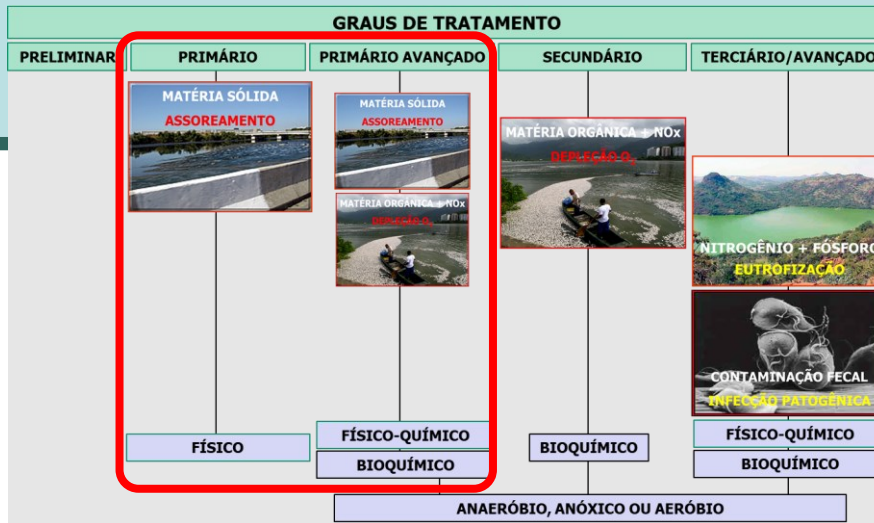 GRAUS DE TRATAMENTO
PRELIMINAR
PRIMÁRIO
PRIMÁRIO AVANÇADO
SECUNDÁRIO
TERCIÁRIO/AVANÇADO
MATÉRIA SÓLIDA
ASSOREAMENTO
MATÉRIA SÓLIDA
ASSOREAMENTO
MATÉRIA ORGÂNICA + NOx
DEPLEÇÃO O₂
MATÉRIA ORGÂNICA + NOx
DEPLEÇÃO O₂
NITROGÊNIO + FÓSFORO
EUTROFIZAÇÃO
CONTAMINAÇÃO FECAL
INFECÇÃO PATOGÊNICA
FÍSICO
FÍSICO-QUÍMICO
BIOQUÍMICO
BIOQUÍMICO
FÍSICO-QUÍMICO
BIOQUÍMICO
ANAERÓBIO, ANÓXICO OU AERÓBIO